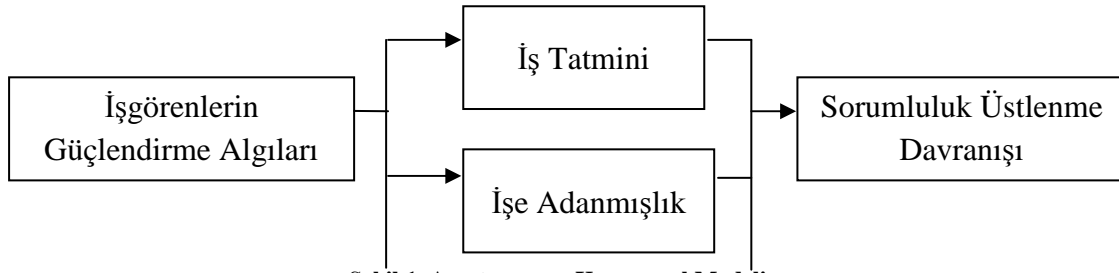 İş Tatmini
İşgörenlerin
Güçlendirme Algıları
Sorumluluk Üstlenme
Davranışı
İşe Adanmışlık